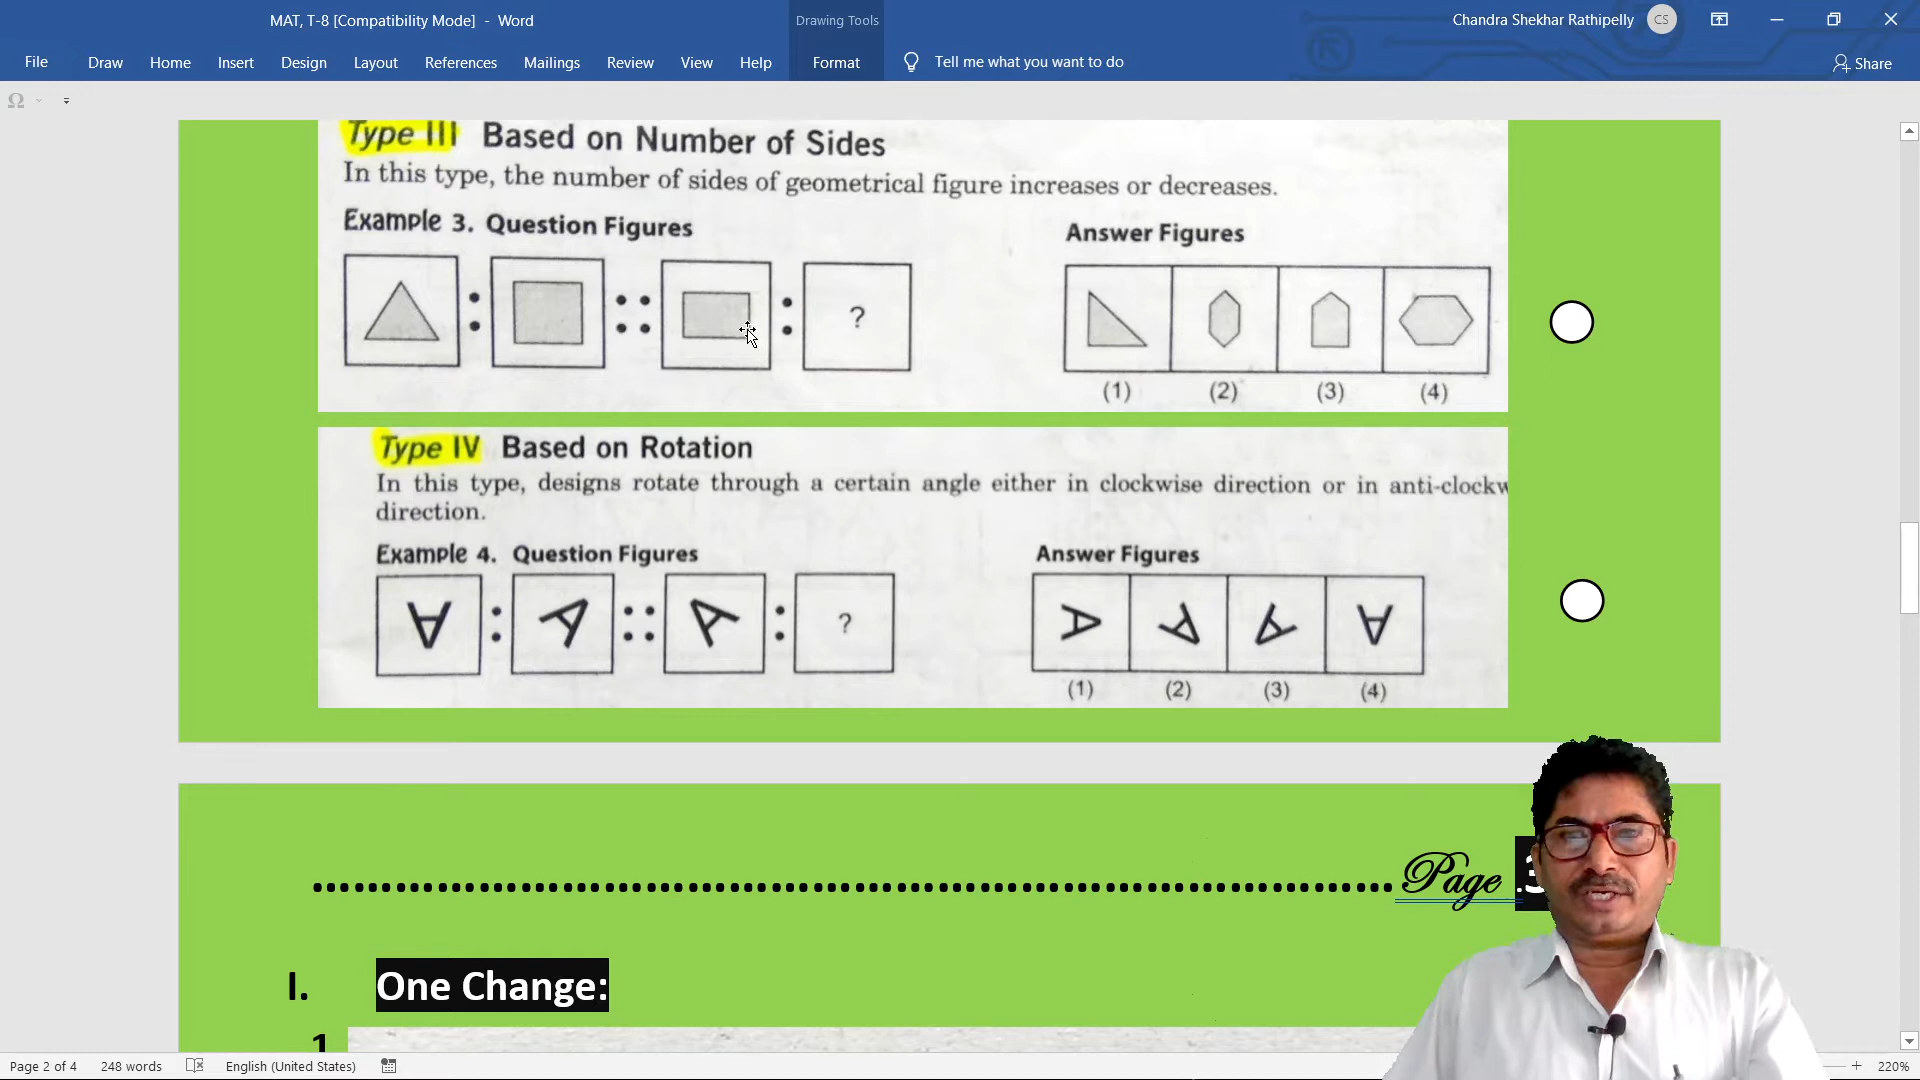 MAT, T-8 [Compatibility Mode] - Word
Drawing Tools
Chandra Shekhar Rathipelly
CS
File
Draw
Home
Insert
Design
Layout
References
Mailings
Review
View
Help
Format
Tell me what you want to do
Share
Type III Based on Number of Sides
In this type, the number of sides of geometrical figure increases or decreases.
Example 3. Question Figures
Answer Figures
?
(1) (2) (3) (4)
Type IV Based on Rotation
In this type, designs rotate through a certain angle either in clockwise direction or in anti-clockw
direction.
Example 4. Question Figures
Answer Figures
A A A ?
A A A A
(1) (2) (3) (4)
Page 3
I. One Change:
1
Page 2 of 4
248 words
English (United States)
220%